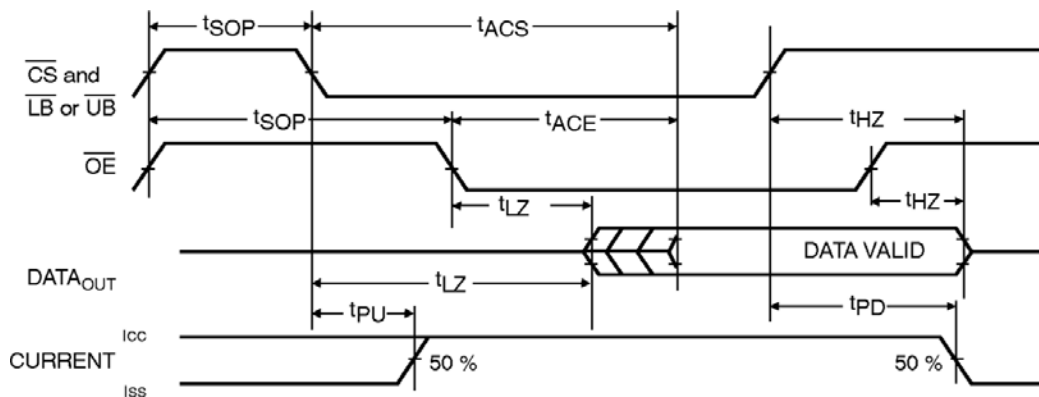 tSOP tACS
CS and
LB or UB
tSOP tACE tHZ
OE
tLZ tHZ
DATA VALID
DATAOUT
tLZ
tPU tPD
ICC
CURRENT 50 % 50 %
ISS